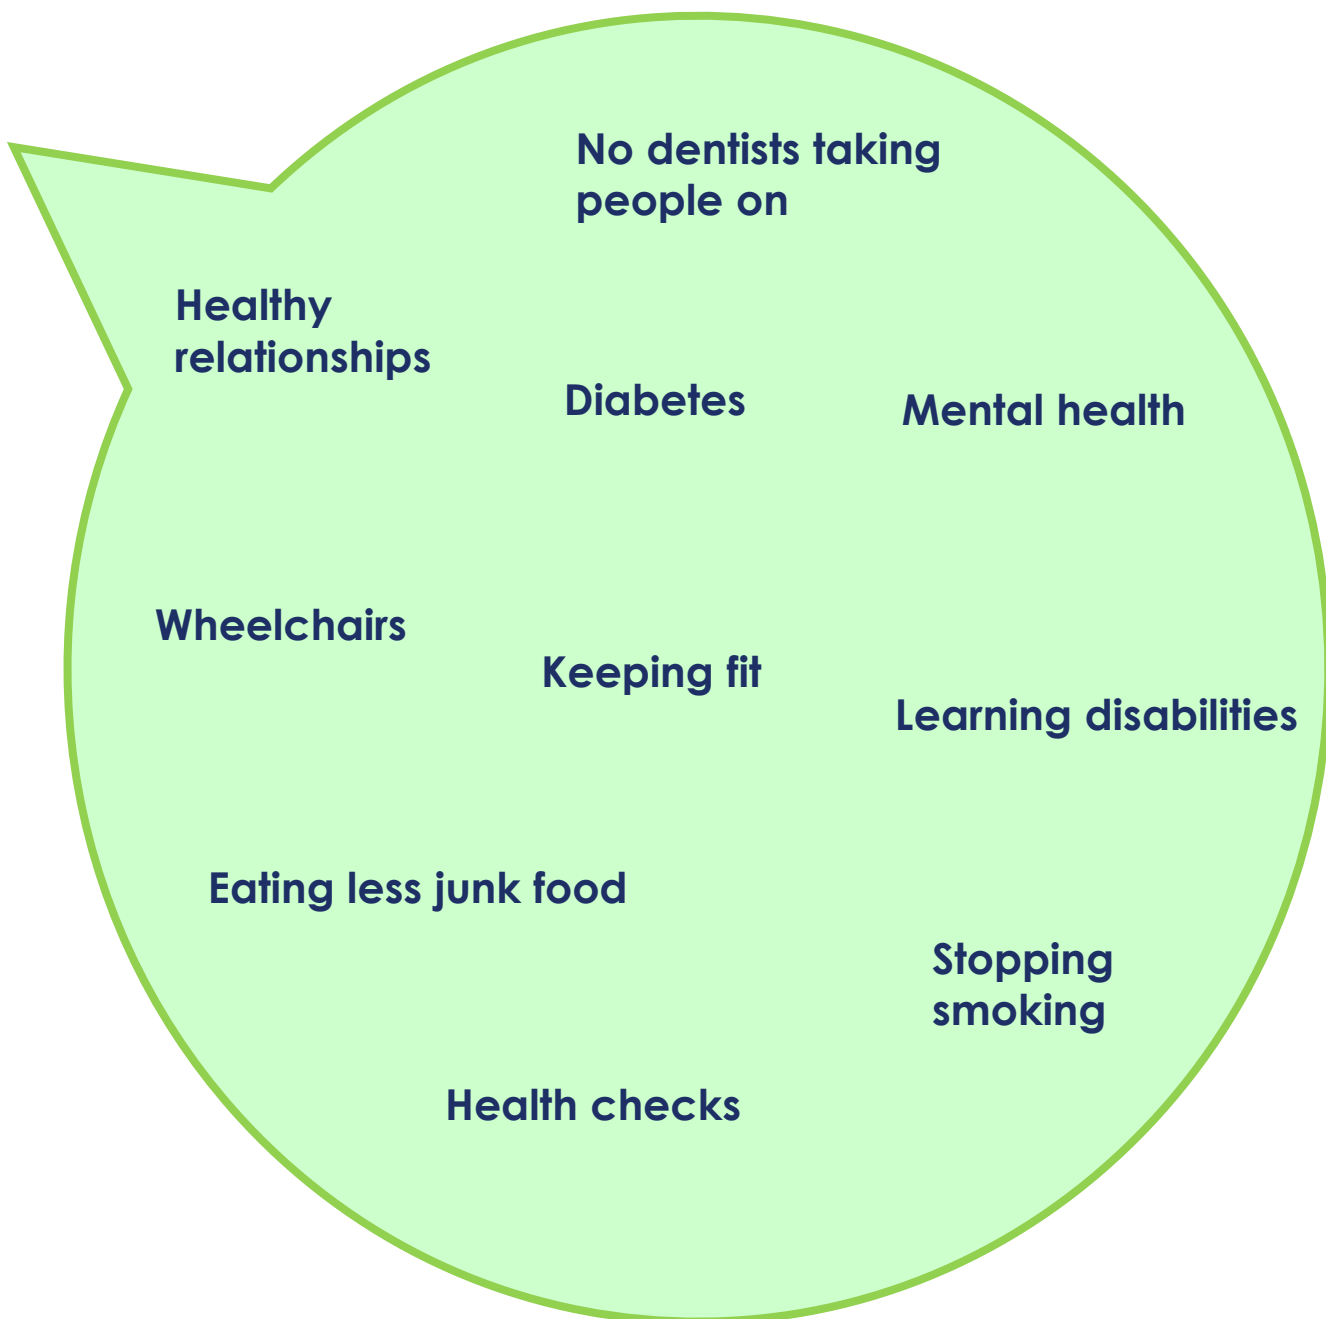 No dentists taking
people on
Healthy
relationships
Diabetes
Mental health
Wheelchairs
Keeping fit
Learning disabilities
Eating less junk food
Stopping
smoking
Health checks